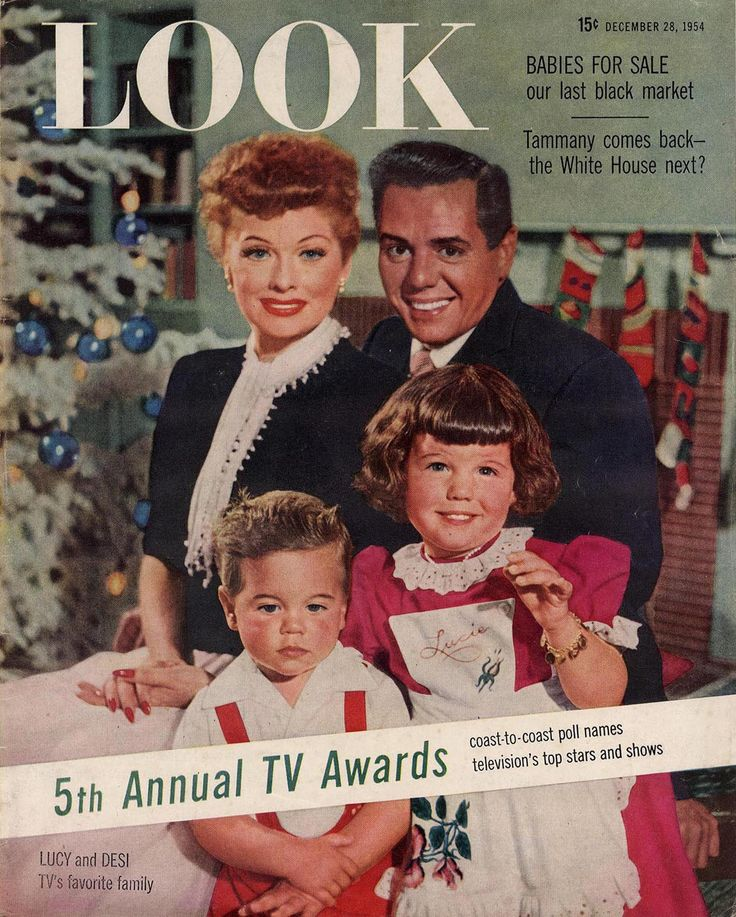 LOOK
15¢ DECEMBER 28, 1954
BABIES FOR SALE
our last black market
Tammany comes back—
the White House next?
Lucie
5th Annual TV Awards
coast-to-coast poll names
television's top stars and shows
LUCY and DESI
TV's favorite family